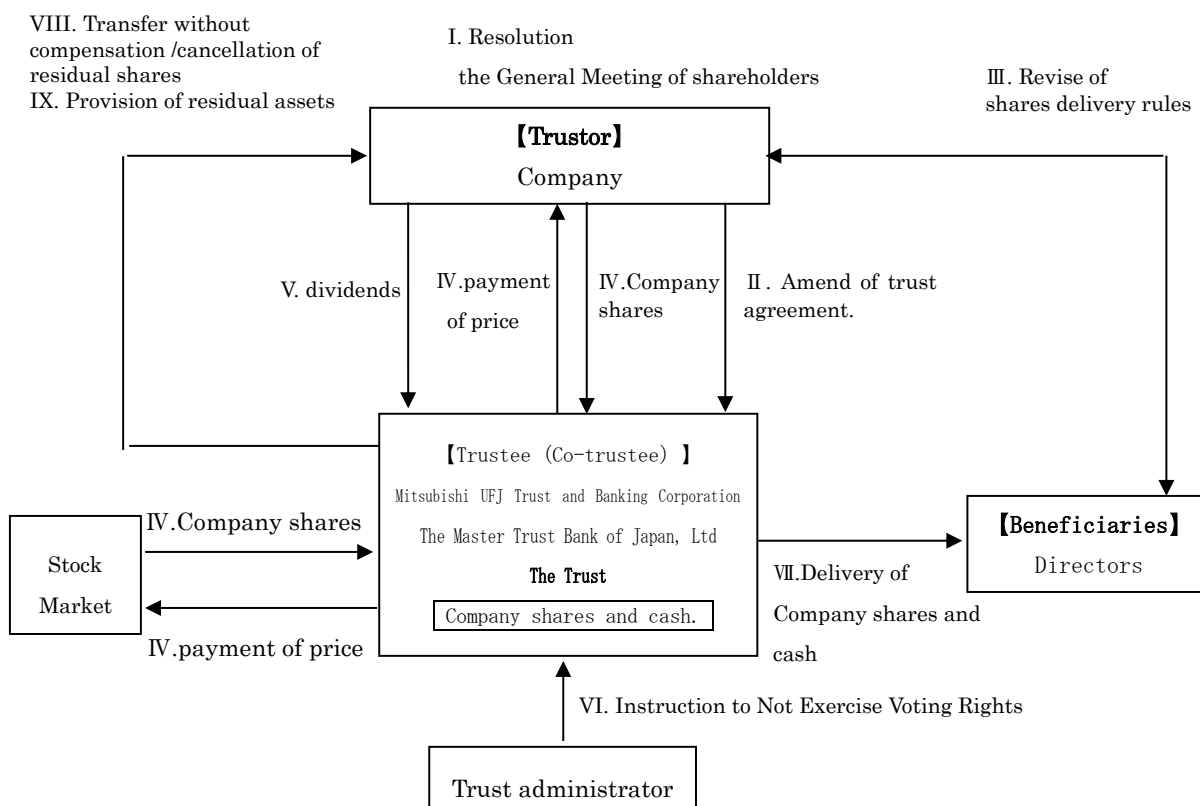 VIII. Transfer without
compensation /cancellation of
residual shares
IX. Provision of residual assets
I. Resolution
the General Meeting of shareholders
Ⅲ. Revise of
shares delivery rules
【Trustor】
Company
V. dividends
Ⅳ.payment
of price
Ⅳ.Company
shares
Ⅱ. Amend of trust
agreement.
【Trustee (Co-trustee) 】
Mitsubishi UFJ Trust and Banking Corporation
The Master Trust Bank of Japan, Ltd
The Trust
Company shares and cash.
Ⅳ.Company shares
Stock
Market
Ⅳ.payment of price
【Beneficiaries】
Directors
Ⅶ.Delivery of
Company shares and
cash
VI. Instruction to Not Exercise Voting Rights
Trust administrator